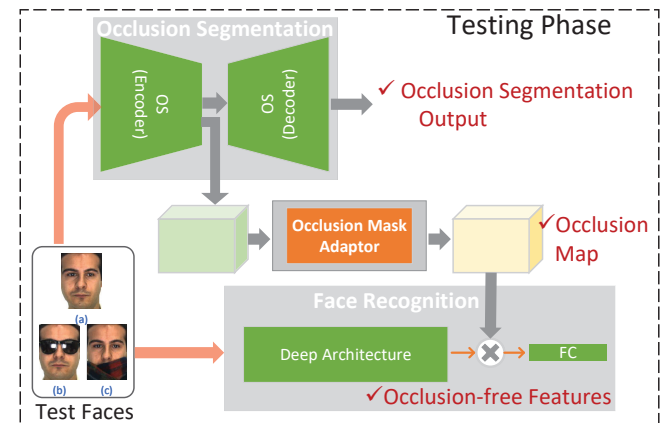 Occlusion Segmentation
Testing Phase
OS
(Encoder)
OS
(Decoder)
✓ Occlusion Segmentation
Output
Occlusion Mask
Adaptor
✓Occlusion
Map
(a)
(b)
(c)
Test Faces
Face Recognition
Deep Architecture
FC
✓Occlusion-free Features